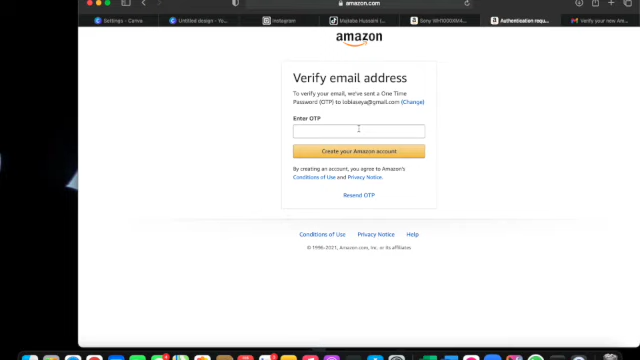 amazon.com
Settings - Canva
Untitled design - Yo...
Instagram
Sony WH1000XM4...
Authentication requ...
Verify your new Am...
amazon
Verify email address
To verify your email, we've sent a One Time
Password (OTP) to tobiaseya@gmail.com (Change)
Enter OTP
Create your Amazon account
By creating an account, you agree to Amazon's
Conditions of Use and Privacy Notice.
Resend OTP
Conditions of Use Privacy Notice Help
© 1996-2021, Amazon.com, Inc. or its affiliates